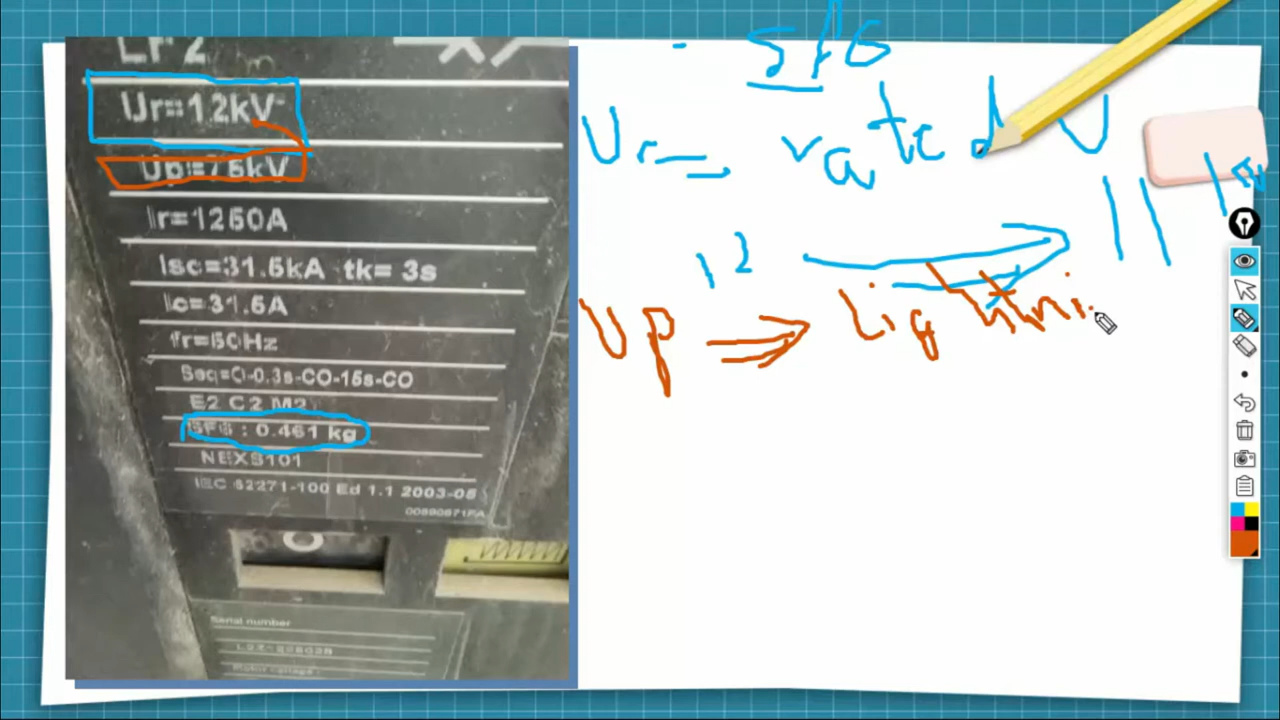 LF2
Ur=12kV
Up=75kV
Ir=1250A
Isc=31.5kA tk= 3s
Ic=31.5A
fr=50Hz
Seq=O-0.3s-CO-15s-CO
E2 C2 M2
SF6 : 0.461 kg
NEXS101
IEC 62271-100 Ed 1.1 2003-05
Serial number
sf6
Ur= rated V
12 11
Up lightni